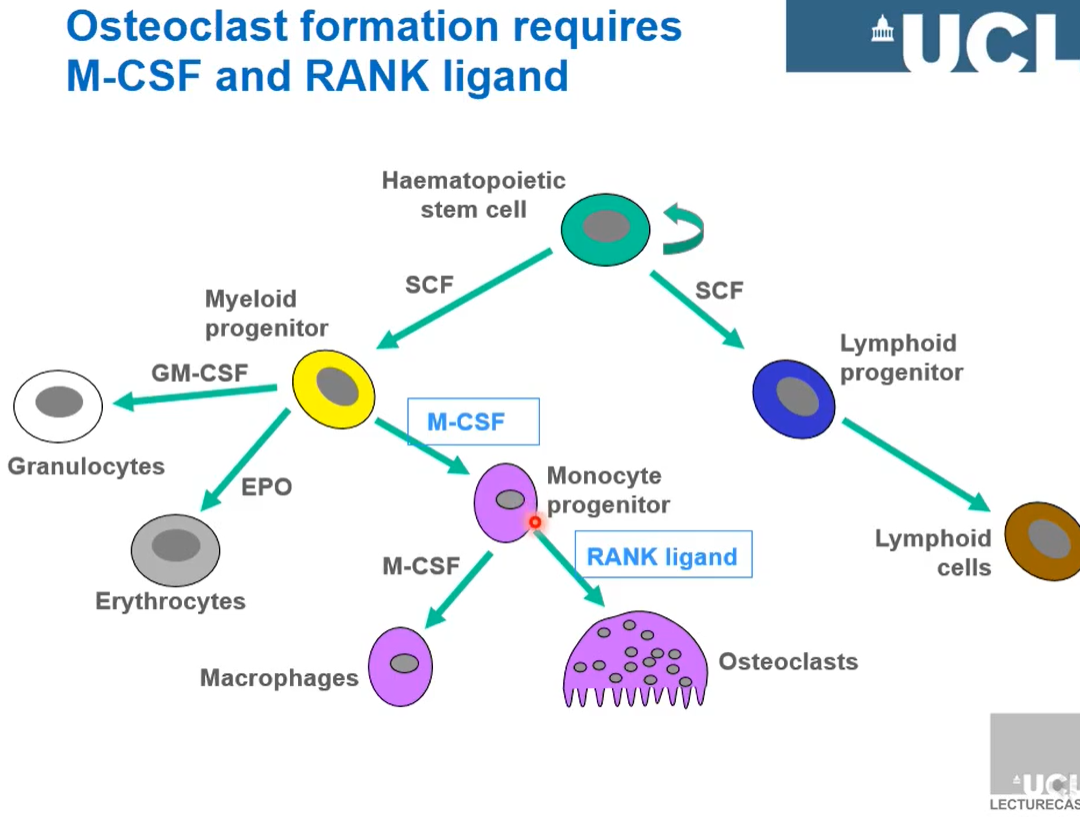 Osteoclast formation requires
M-CSF and RANK ligand
UCL
Haematopoietic
stem cell
SCF
SCF
Myeloid
progenitor
Lymphoid
progenitor
GM-CSF
M-CSF
Granulocytes
EPO
Monocyte
progenitor
Lymphoid
cells
M-CSF
RANK ligand
Erythrocytes
Macrophages
Osteoclasts
UCL
LECTURECAS